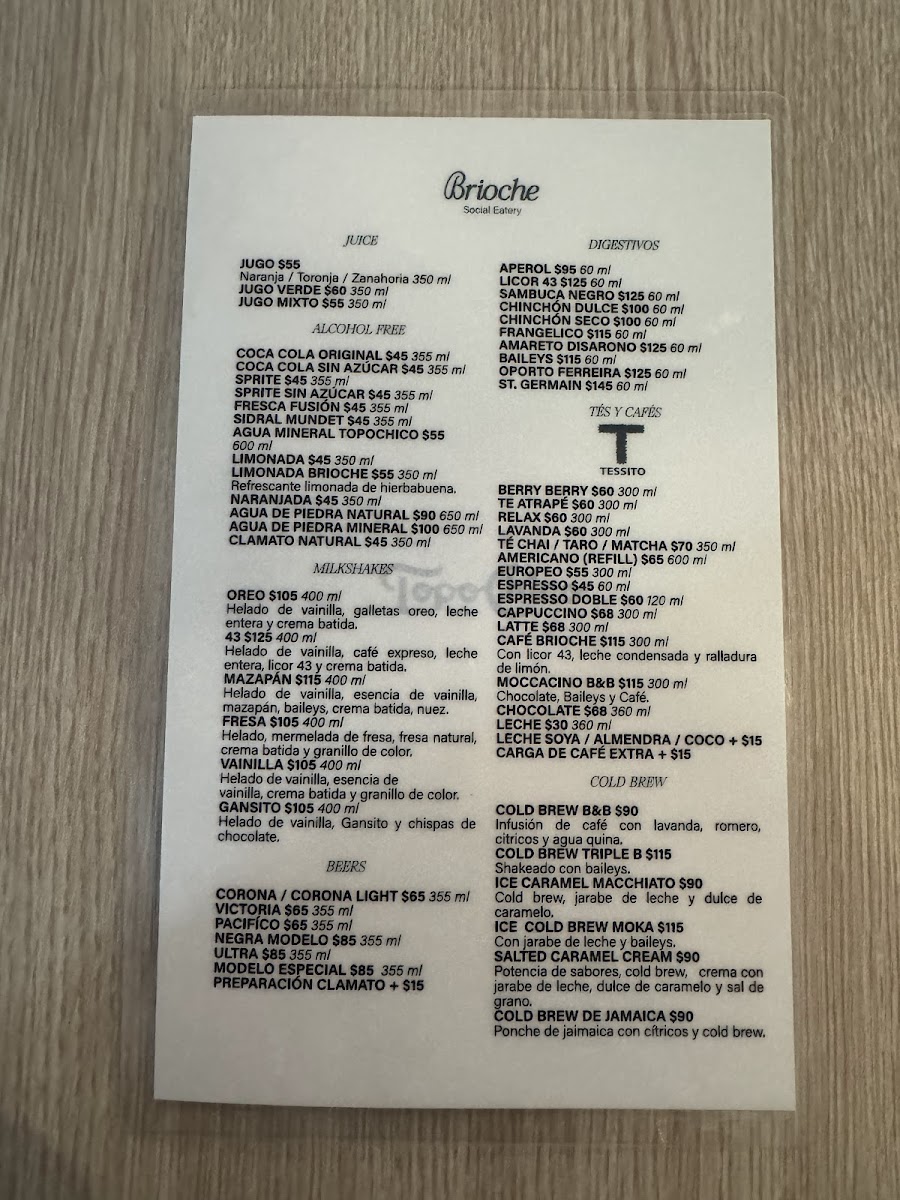 Brioche
Social Eatery
JUICE
JUGO $55
Naranja / Toronja / Zanahoria 350 ml
JUGO VERDE $60 350 ml
JUGO MIXTO $55 350 ml
ALCOHOL FREE
COCA COLA ORIGINAL $45 355 ml
COCA COLA SIN AZÚCAR $45 355 ml
SPRITE $45 355 ml
SPRITE SIN AZÚCAR $45 355 ml
FRESCA FUSIÓN $45 355 ml
SIDRAL MUNDET $45 355 ml
AGUA MINERAL TOPOCHICO $55
600 ml
LIMONADA $45 350 ml
LIMONADA BRIOCHE $55 350 ml
Refrescante limonada de hierbabuena.
NARANJADA $45 350 ml
AGUA DE PIEDRA NATURAL $90 650 ml
AGUA DE PIEDRA MINERAL $100 650 ml
CLAMATO NATURAL $45 350 ml
MILKSHAKES
OREO $105 400 ml
Helado de vainilla, galletas oreo, leche
entera y crema batida.
43 $125 400 ml
Helado de vainilla, café expreso, leche
entera, licor 43 y crema batida.
MAZAPÁN $115 400 ml
Helado de vainilla, esencia de vainilla,
mazapán, baileys, crema batida, nuez.
FRESA $105 400 ml
Helado, mermelada de fresa, fresa natural,
crema batida y granillo de color.
VAINILLA $105 400 ml
Helado de vainilla, esencia de
vainilla, crema batida y granillo de color.
GANSITO $105 400 ml
Helado de vainilla, Gansito y chispas de
chocolate.
BEERS
CORONA / CORONA LIGHT $65 355 ml
VICTORIA $65 355 ml
PACIFÍCO $65 355 ml
NEGRA MODELO $85 355 ml
ULTRA $85 355 ml
MODELO ESPECIAL $85 355 ml
PREPARACIÓN CLAMATO + $15
DIGESTIVOS
APEROL $95 60 ml
LICOR 43 $125 60 ml
SAMBUCA NEGRO $125 60 ml
CHINCHÓN DULCE $100 60 ml
CHINCHÓN SECO $100 60 ml
FRANGELICO $115 60 ml
AMARETO DISARONO $125 60 ml
BAILEYS $115 60 ml
OPORTO FERREIRA $125 60 ml
ST. GERMAIN $145 60 ml
TÉS Y CAFÉS
T
TESSITO
BERRY BERRY $60 300 ml
TE ATRAPÉ $60 300 ml
RELAX $60 300 ml
LAVANDA $60 300 ml
TÉ CHAI / TARO / MATCHA $70 350 ml
AMERICANO (REFILL) $65 600 ml
EUROPEO $55 300 ml
ESPRESSO $45 60 ml
ESPRESSO DOBLE $60 120 ml
CAPPUCCINO $68 300 ml
LATTE $68 300 ml
CAFÉ BRIOCHE $115 300 ml
Con licor 43, leche condensada y ralladura
de limón.
MOCCACINO B&B $115 300 ml
Chocolate, Baileys y Café.
CHOCOLATE $68 360 ml
LECHE $30 360 ml
LECHE SOYA / ALMENDRA / COCO + $15
CARGA DE CAFÉ EXTRA + $15
COLD BREW
COLD BREW B&B $90
Infusión de café con lavanda, romero,
citricos y agua quina.
COLD BREW TRIPLE B $115
Shakeado con baileys.
ICE CARAMEL MACCHIATO $90
Cold brew, jarabe de leche y dulce de
caramelo.
ICE COLD BREW MOKA $115
Con jarabe de leche y baileys.
SALTED CARAMEL CREAM $90
Potencia de sabores, cold brew, crema con
jarabe de leche, dulce de caramelo y sal de
grano.
COLD BREW DE JAMAICA $90
Ponche de jaimaica con cítricos y cold brew.